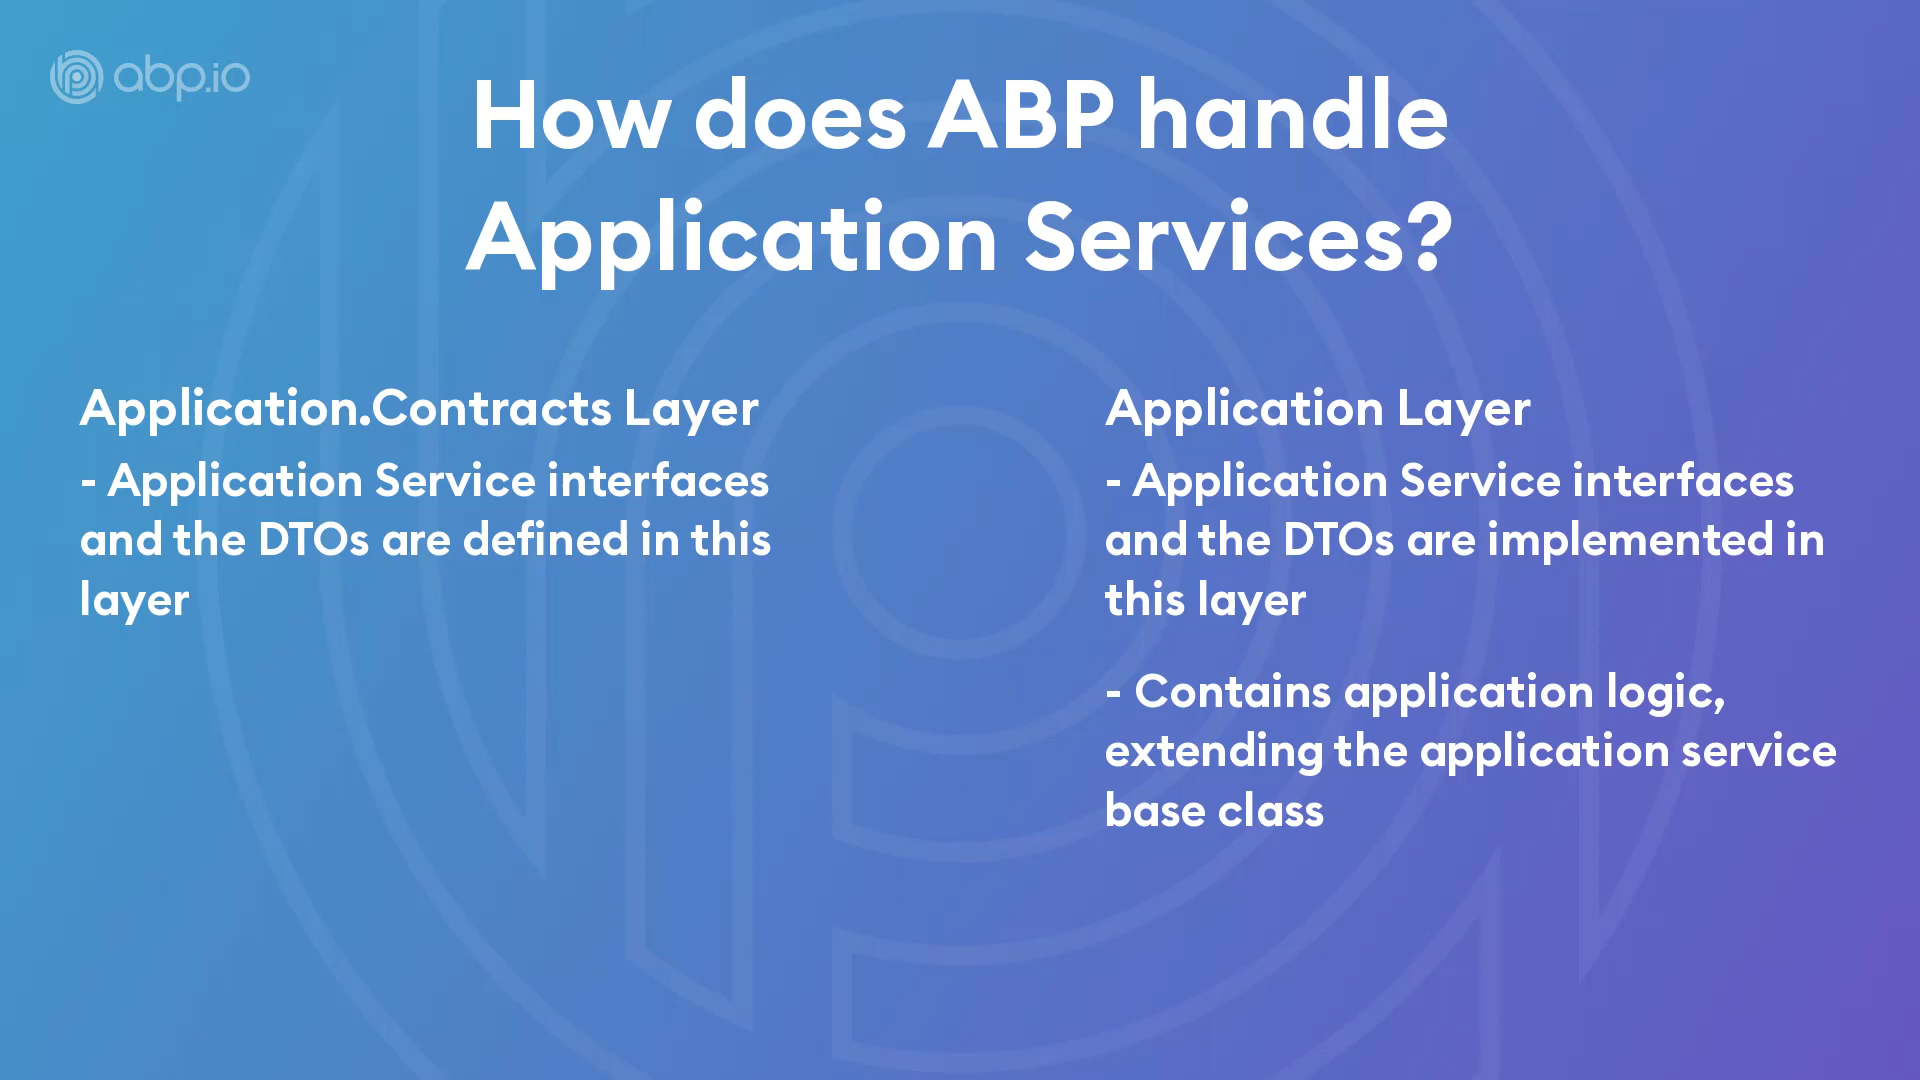 abp.io
How does ABP handle
Application Services?
Application.Contracts Layer
- Application Service interfaces
and the DTOs are defined in this
layer
Application Layer
- Application Service interfaces
and the DTOs are implemented in
this layer
- Contains application logic,
extending the application service
base class